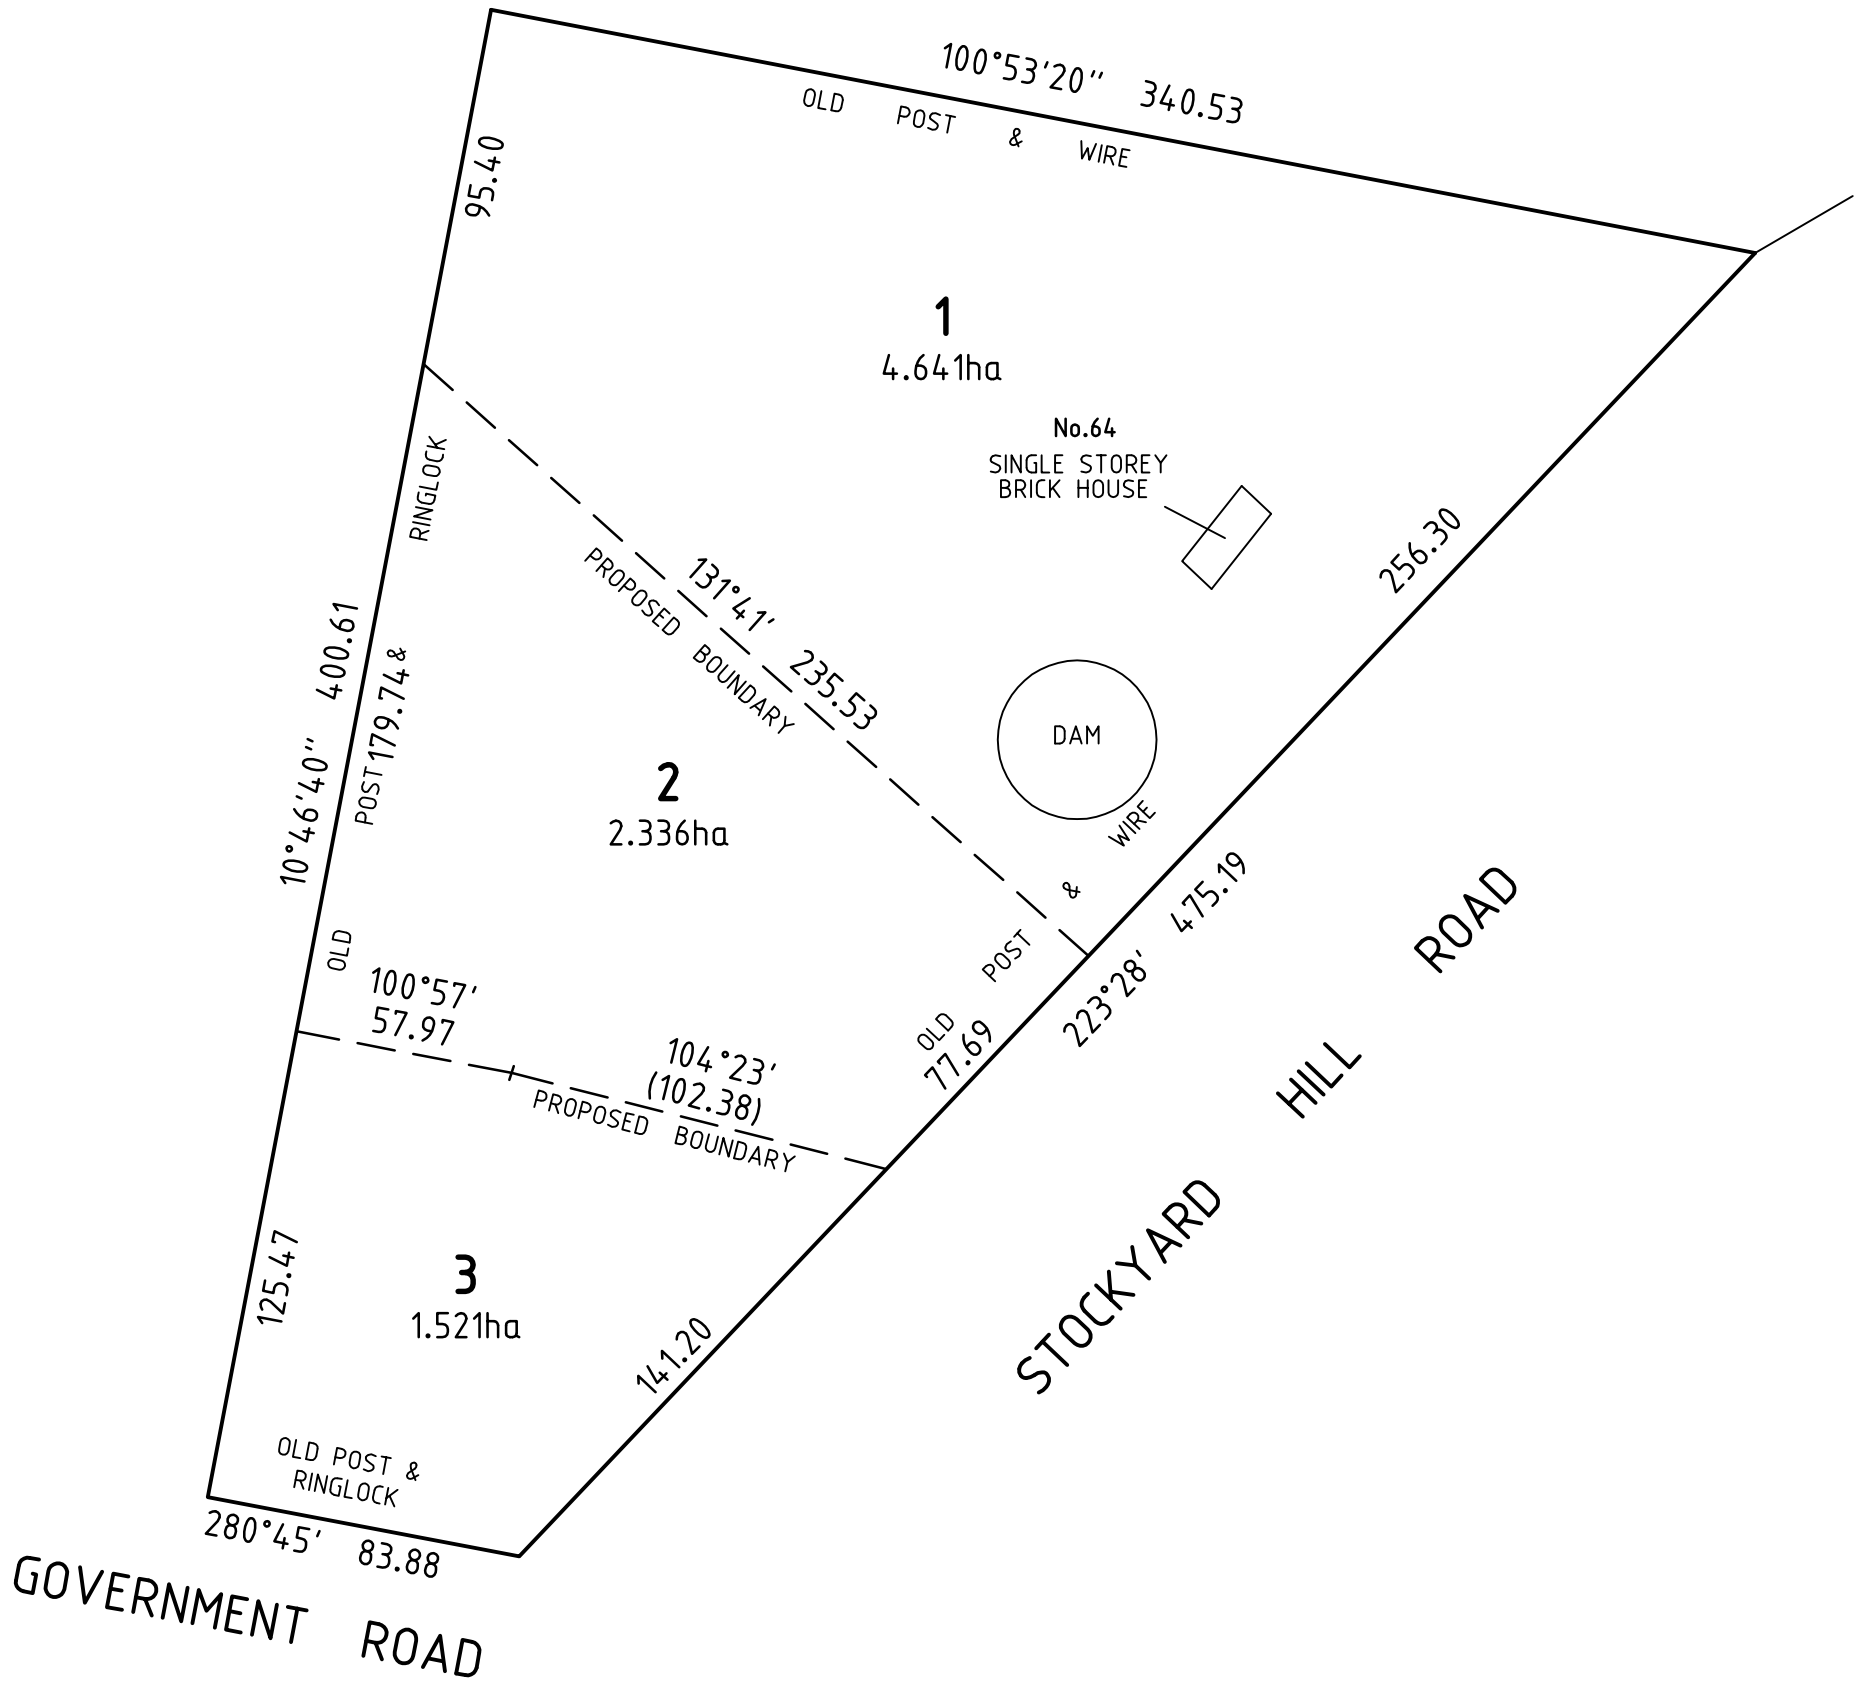 100°53'20" 340.53
OLD POST & WIRE
95.40
1
4.641ha
No.64
SINGLE STOREY
BRICK HOUSE
256.30
131°41' 235.53
PROPOSED BOUNDARY
DAM
10°46'40" 400.61
OLD POST & RINGLOCK
179.74
2
2.336ha
OLD POST & WIRE
77.69
223°28' 475.19
100°57'
57.97
104°23'
(102.38)
PROPOSED BOUNDARY
125.47
3
1.521ha
141.20
OLD POST &
RINGLOCK
280°45' 83.88
GOVERNMENT ROAD
STOCKYARD HILL ROAD